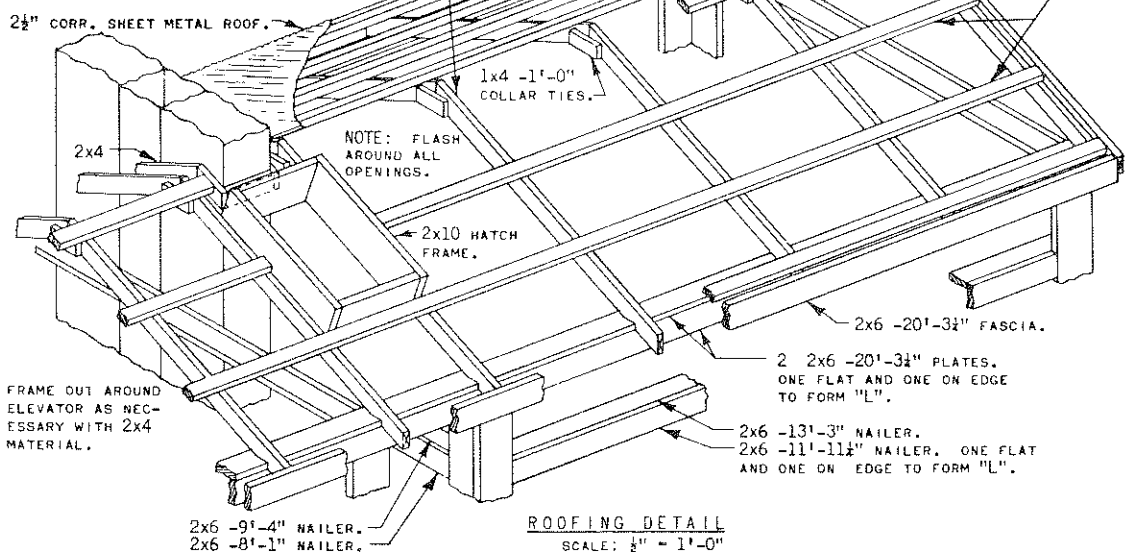 2½" CORR. SHEET METAL ROOF.
1x4 -1'-0"
COLLAR TIES.
NOTE: FLASH
AROUND ALL
OPENINGS.
2x4
2x10 HATCH
FRAME.
2x6 -20'-3½" FASCIA.
2 2x6 -20'-3½" PLATES.
ONE FLAT AND ONE ON EDGE
TO FORM "L".
FRAME OUT AROUND
ELEVATOR AS NEC-
ESSARY WITH 2x4
MATERIAL.
2x6 -13'-3" NAILER.
2x6 -11'-11½" NAILER. ONE FLAT
AND ONE ON EDGE TO FORM "L".
2x6 -9'-4" NAILER.
2x6 -8'-1" NAILER.
ROOFING DETAIL
SCALE: ½" = 1'-0"